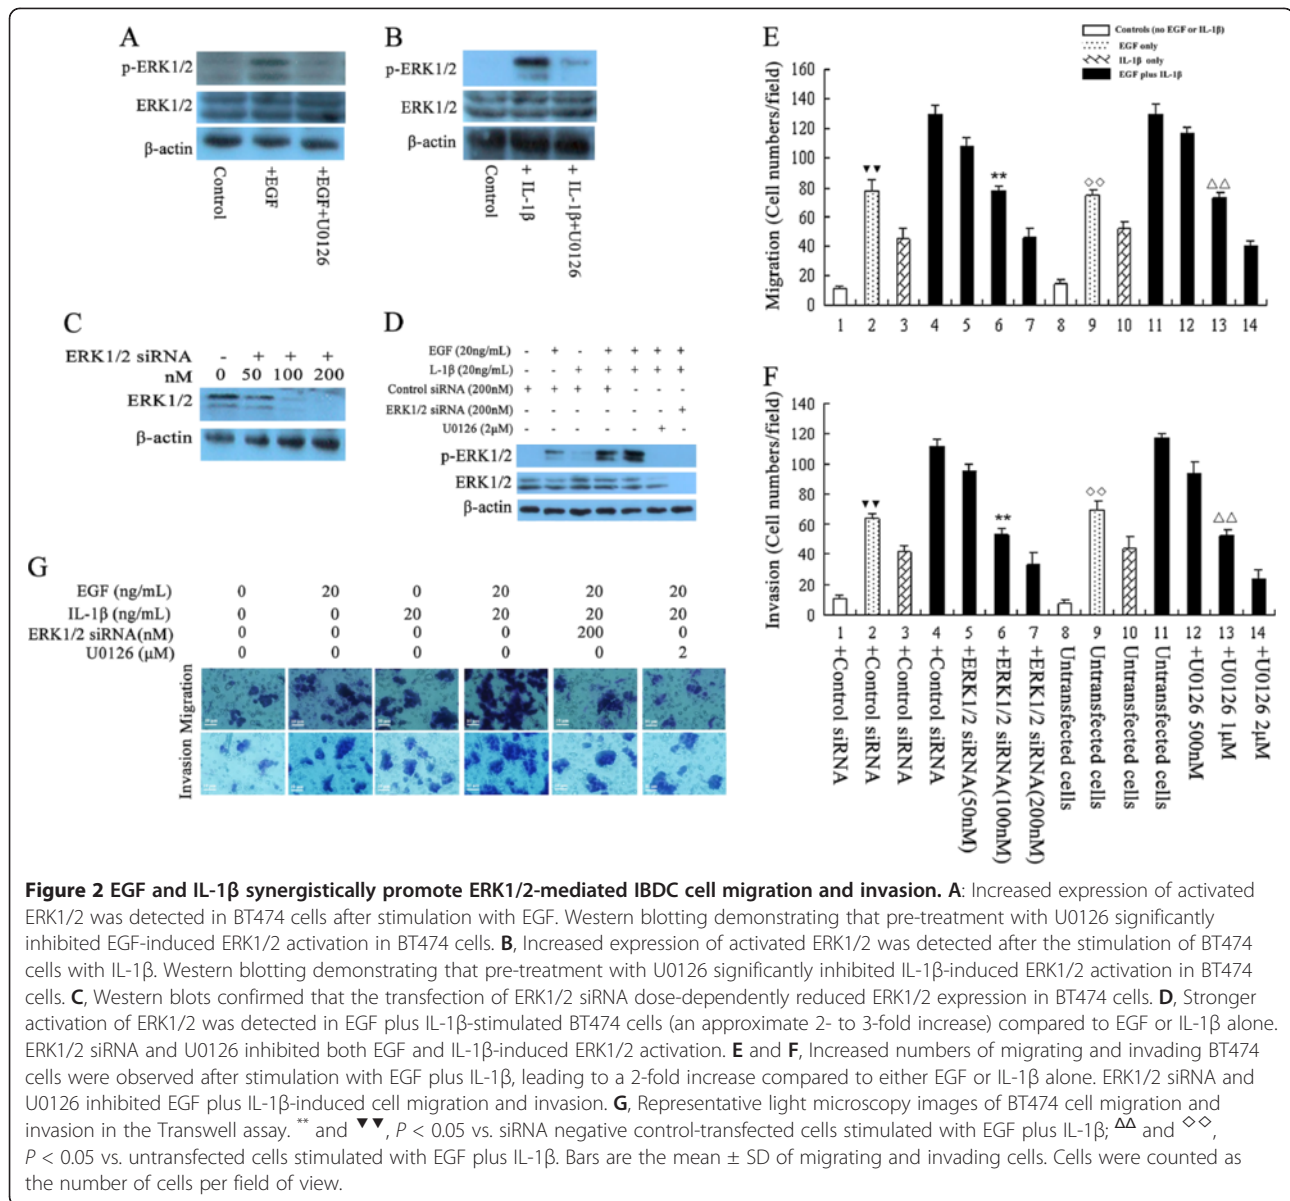 A
p-ERK1/2
ERK1/2
β-actin
Control
+EGF
+EGF+U0126
B
p-ERK1/2
ERK1/2
β-actin
Control
+ IL-1β
+ IL-1β+U0126
C
ERK1/2 siRNA - + + +
nM 0 50 100 200
ERK1/2
β-actin
D
EGF (20ng/mL) - + - + + + +
L-1β (20ng/mL) - - + + + + +
Control siRNA (200nM) + + + + - - -
ERK1/2 siRNA (200nM) - - - - - - +
U0126 (2μM) - - - - - + -
p-ERK1/2
ERK1/2
β-actin
E
Controls (no EGF or IL-1β)
EGF only
IL-1β only
EGF plus IL-1β
Migration (Cell numbers/field)
160
140
120
100
80
60
40
20
0
▼▼
**
◇◇
△△
1 2 3 4 5 6 7 8 9 10 11 12 13 14
F
Invasion (Cell numbers/field)
140
120
100
80
60
40
20
0
▼▼
**
◇◇
△△
1 2 3 4 5 6 7 8 9 10 11 12 13 14
+Control siRNA
+Control siRNA
+Control siRNA
+Control siRNA
+ERK1/2 siRNA(50nM)
+ERK1/2 siRNA(100nM)
+ERK1/2 siRNA(200nM)
Untransfected cells
Untransfected cells
Untransfected cells
Untransfected cells
+U0126 500nM
+U0126 1μM
+U0126 2μM
G
EGF (ng/mL) 0 20 0 20 20 20
IL-1β (ng/mL) 0 0 20 20 20 20
ERK1/2 siRNA(nM) 0 0 0 0 200 0
U0126 (μM) 0 0 0 0 0 2
Migration
Invasion
Figure 2 EGF and IL-1β synergistically promote ERK1/2-mediated IBDC cell migration and invasion. A: Increased expression of activated
ERK1/2 was detected in BT474 cells after stimulation with EGF. Western blotting demonstrating that pre-treatment with U0126 significantly
inhibited EGF-induced ERK1/2 activation in BT474 cells. B, Increased expression of activated ERK1/2 was detected after the stimulation of BT474
cells with IL-1β. Western blotting demonstrating that pre-treatment with U0126 significantly inhibited IL-1β-induced ERK1/2 activation in BT474
cells. C, Western blots confirmed that the transfection of ERK1/2 siRNA dose-dependently reduced ERK1/2 expression in BT474 cells. D, Stronger
activation of ERK1/2 was detected in EGF plus IL-1β-stimulated BT474 cells (an approximate 2- to 3-fold increase) compared to EGF or IL-1β alone.
ERK1/2 siRNA and U0126 inhibited both EGF and IL-1β-induced ERK1/2 activation. E and F, Increased numbers of migrating and invading BT474
cells were observed after stimulation with EGF plus IL-1β, leading to a 2-fold increase compared to either EGF or IL-1β alone. ERK1/2 siRNA and
U0126 inhibited EGF plus IL-1β-induced cell migration and invasion. G, Representative light microscopy images of BT474 cell migration and
invasion in the Transwell assay. ** and ▼▼, P < 0.05 vs. siRNA negative control-transfected cells stimulated with EGF plus IL-1β; ΔΔ and ◇◇,
P < 0.05 vs. untransfected cells stimulated with EGF plus IL-1β. Bars are the mean ± SD of migrating and invading cells. Cells were counted as
the number of cells per field of view.